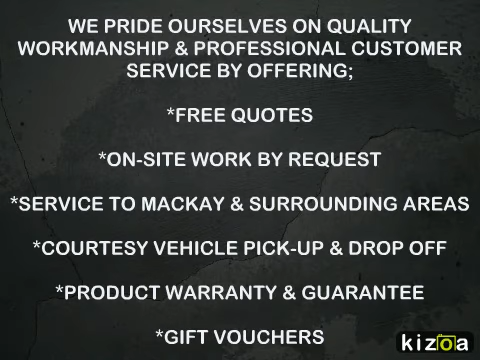 WE PRIDE OURSELVES ON QUALITY
WORKMANSHIP & PROFESSIONAL CUSTOMER
SERVICE BY OFFERING;
*FREE QUOTES
*ON-SITE WORK BY REQUEST
*SERVICE TO MACKAY & SURROUNDING AREAS
*COURTESY VEHICLE PICK-UP & DROP OFF
*PRODUCT WARRANTY & GUARANTEE
*GIFT VOUCHERS
kizoa